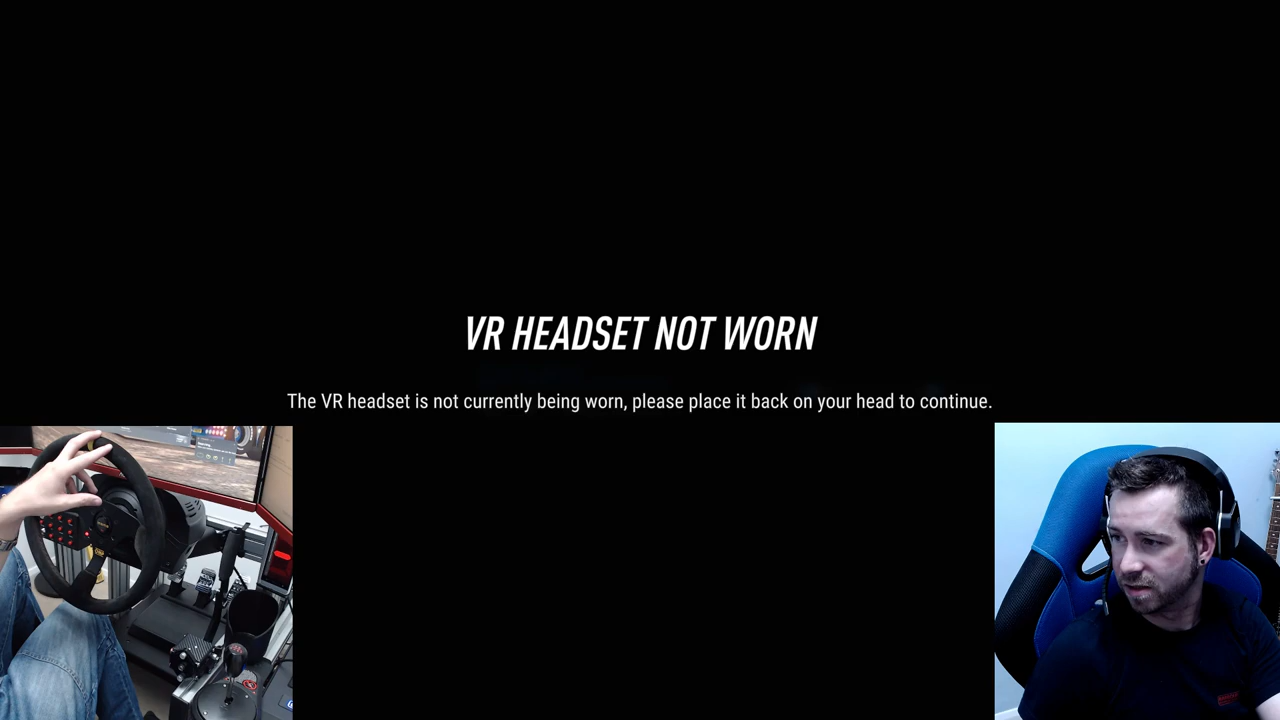 VR HEADSET NOT WORN
The VR headset is not currently being worn, please place it back on your head to continue.